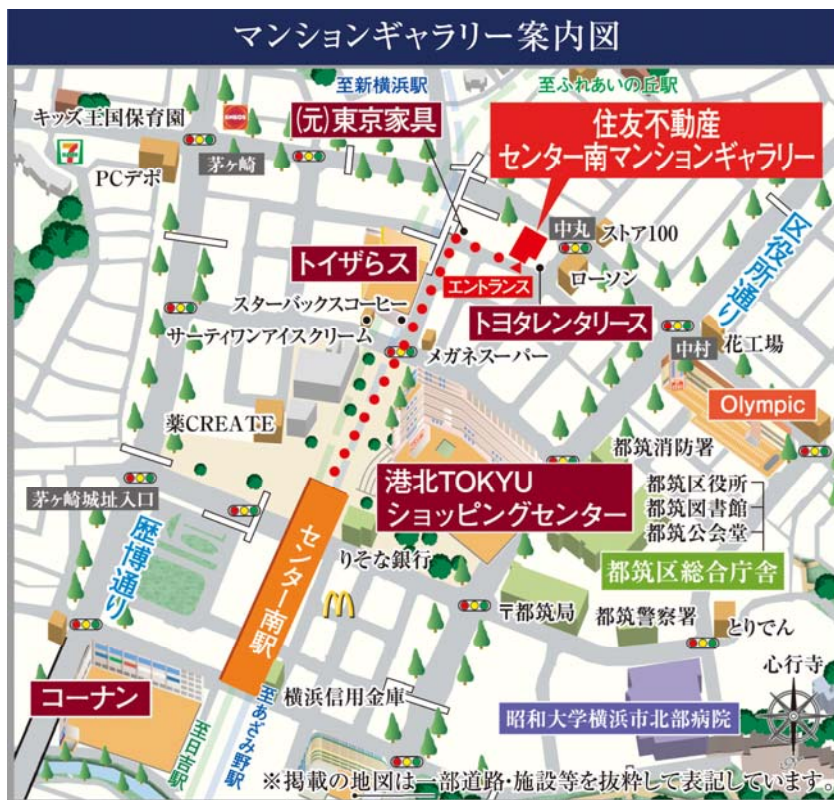 マンションギャラリー案内図
至新横浜駅
至ふれあいの丘駅
キッズ王国保育園
ENEOS
(元)東京家具
住友不動産
センター南マンションギャラリー
7
PCデポ
茅ヶ崎
中丸
ストア100
区役所通り
トイザらス
エントランス
ローソン
スターバックスコーヒー
トヨタレンタリース
サーティワンアイスクリーム
メガネスーパー
中村
花工場
薬CREATE
Olympic
都筑消防署
港北TOKYU
ショッピングセンター
都筑区役所
都筑図書館
都筑公会堂
茅ヶ崎城址入口
歴博通り
りそな銀行
都筑区総合庁舎
センター南駅
〒都筑局
都筑警察署
とりでん
心行寺
コーナン
至あざみ野駅
横浜信用金庫
昭和大学横浜市北部病院
至日吉駅
※掲載の地図は一部道路・施設等を抜粋して表記しています。